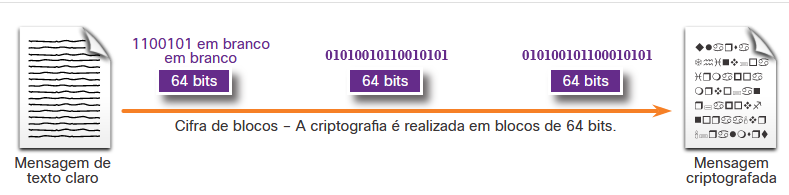 1100101 em branco
em branco
64 bits
01010010110010101
64 bits
010100101100010101
64 bits
Cifra de blocos – A criptografia é realizada em blocos de 64 bits.
Mensagem de
texto claro
Mensagem
criptografada